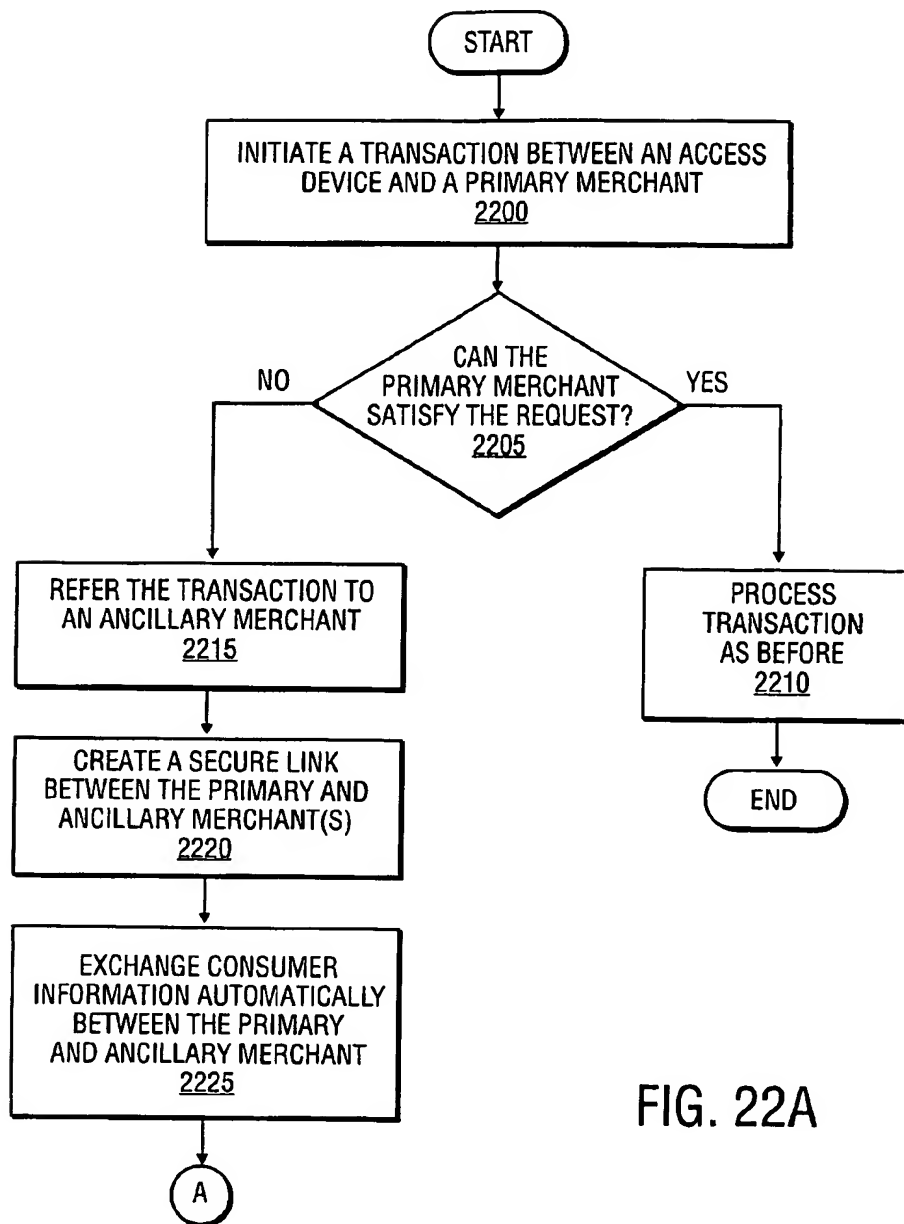 START
INITIATE A TRANSACTION BETWEEN AN ACCESS
DEVICE AND A PRIMARY MERCHANT
2200
CAN THE
PRIMARY MERCHANT
SATISFY THE REQUEST?
2205
NO
YES
REFER THE TRANSACTION TO
AN ANCILLARY MERCHANT
2215
PROCESS
TRANSACTION
AS BEFORE
2210
CREATE A SECURE LINK
BETWEEN THE PRIMARY AND
ANCILLARY MERCHANT(S)
2220
END
EXCHANGE CONSUMER
INFORMATION AUTOMATICALLY
BETWEEN THE PRIMARY
AND ANCILLARY MERCHANT
2225
FIG. 22A
A